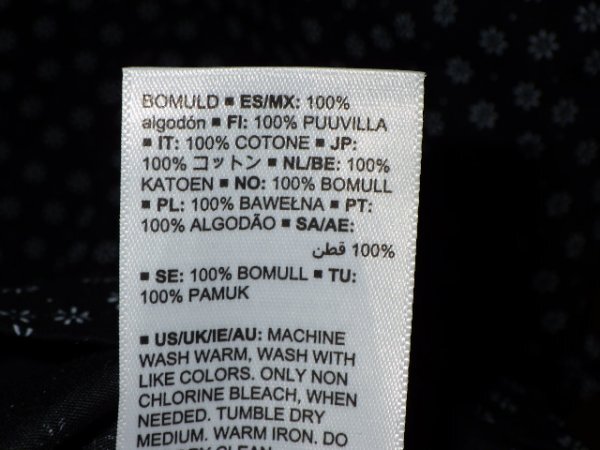 BOMULD ■ ES/MX: 100%
algodón ■ FI: 100% PUUVILLA
■ IT: 100% COTONE ■ JP:
100% コットン ■ NL/BE: 100%
KATOEN ■ NO: 100% BOMULL
■ PL: 100% BAWEŁNA ■ PT:
100% ALGODÃO ■ SA/AE:
100% قطن
■ SE: 100% BOMULL ■ TU:
100% PAMUK
■ US/UK/IE/AU: MACHINE
WASH WARM, WASH WITH
LIKE COLORS. ONLY NON
CHLORINE BLEACH, WHEN
NEEDED. TUMBLE DRY
MEDIUM. WARM IRON. DO
CLEAN